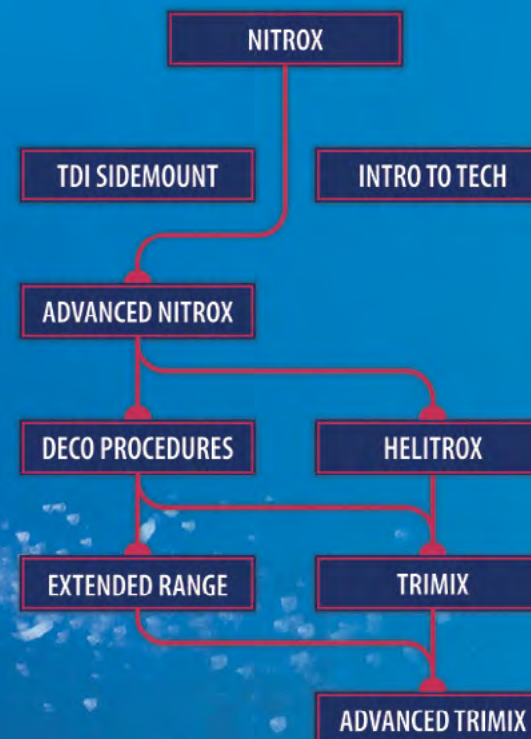 NITROX
TDI SIDEMOUNT
INTRO TO TECH
ADVANCED NITROX
DECO PROCEDURES
HELITROX
EXTENDED RANGE
TRIMIX
ADVANCED TRIMIX